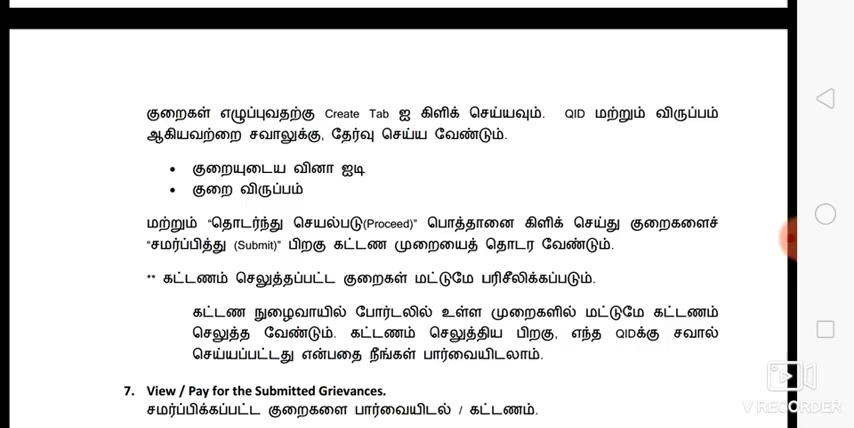 குறைகள் எழுப்புவதற்கு Create Tab ஐ கிளிக் செய்யவும். QID மற்றும் விருப்பம்
ஆகியவற்றை சவாலுக்கு, தேர்வு செய்ய வேண்டும்.
• குறையுடைய வினா ஐடி
• குறை விருப்பம்
மற்றும் “தொடர்ந்து செயல்படு(Proceed)” பொத்தானை கிளிக் செய்து குறைகளைச்
“சமர்ப்பித்து (Submit)” பிறகு கட்டண முறையைத் தொடர வேண்டும்.
** கட்டணம் செலுத்தப்பட்ட குறைகள் மட்டுமே பரிசீலிக்கப்படும்.
கட்டண நுழைவாயில் போர்டலில் உள்ள முறைகளில் மட்டுமே கட்டணம்
செலுத்த வேண்டும். கட்டணம் செலுத்திய பிறகு, எந்த QIDக்கு சவால்
செய்யப்பட்டது என்பதை நீங்கள் பார்வையிடலாம்.
7. View / Pay for the Submitted Grievances.
சமர்ப்பிக்கப்பட்ட குறைகளை பார்வையிடல் / கட்டணம்.
V RECORDER